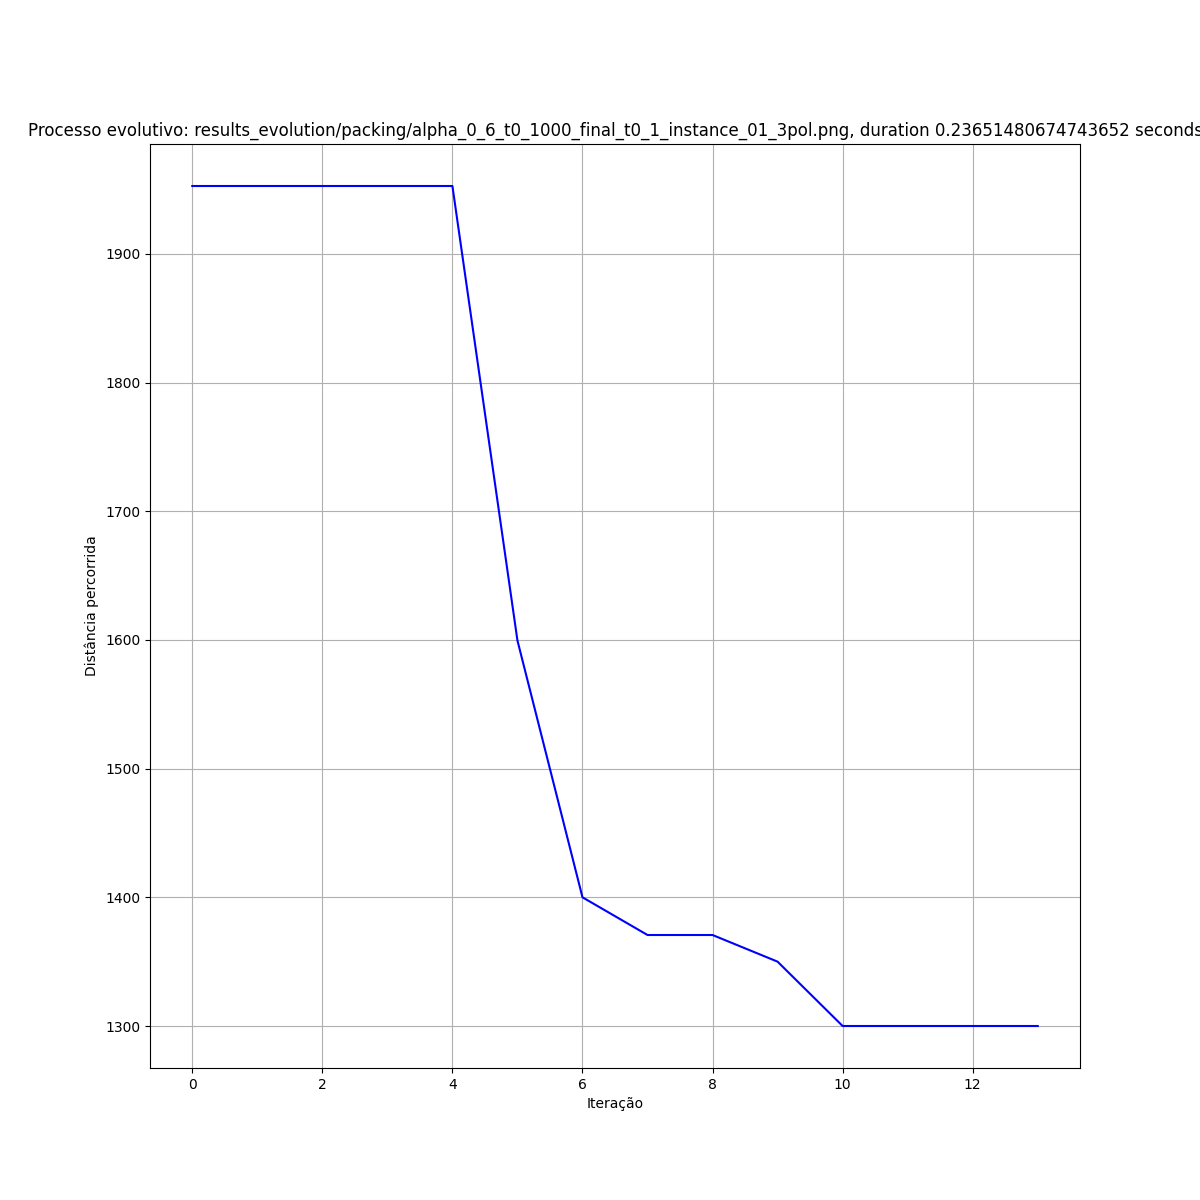 Processo evolutivo: results_evolution/packing/alpha_0_6_t0_1000_final_t0_1_instance_01_3pol.png, duration 0.23651480674743652 seconds
1900
1800
1700
1600
1500
1400
1300
Distância percorrida
0 2 4 6 8 10 12
Iteração